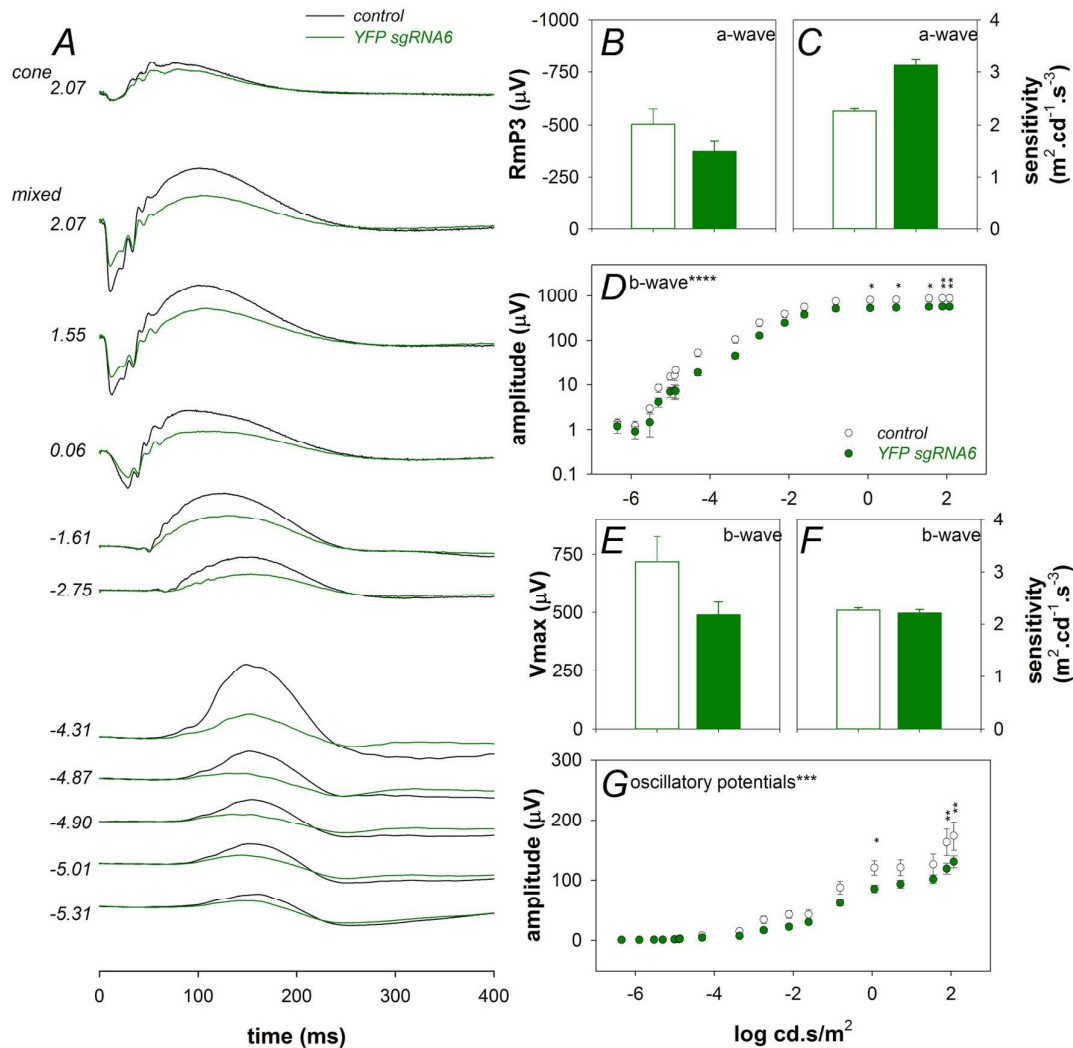 control
YFP sgRNA6
A
cone
2.07
mixed
2.07
1.55
0.06
-1.61
-2.75
-4.31
-4.87
-4.90
-5.01
-5.31
0 100 200 300 400
time (ms)
B a-wave
-1000
-750
-500
-250
0
RmP3 (µV)
C a-wave
4
3
2
1
0
sensitivity
(m².cd⁻¹.s⁻³)
D b-wave****
* * * ** **
1000
100
10
1
0.1
amplitude (µV)
control
YFP sgRNA6
-6 -4 -2 0 2
E b-wave
750
500
250
0
Vmax (µV)
F b-wave
4
3
2
1
0
sensitivity
(m².cd⁻¹.s⁻³)
G oscillatory potentials***
* ** **
300
200
100
0
amplitude (µV)
-6 -4 -2 0 2
log cd.s/m²